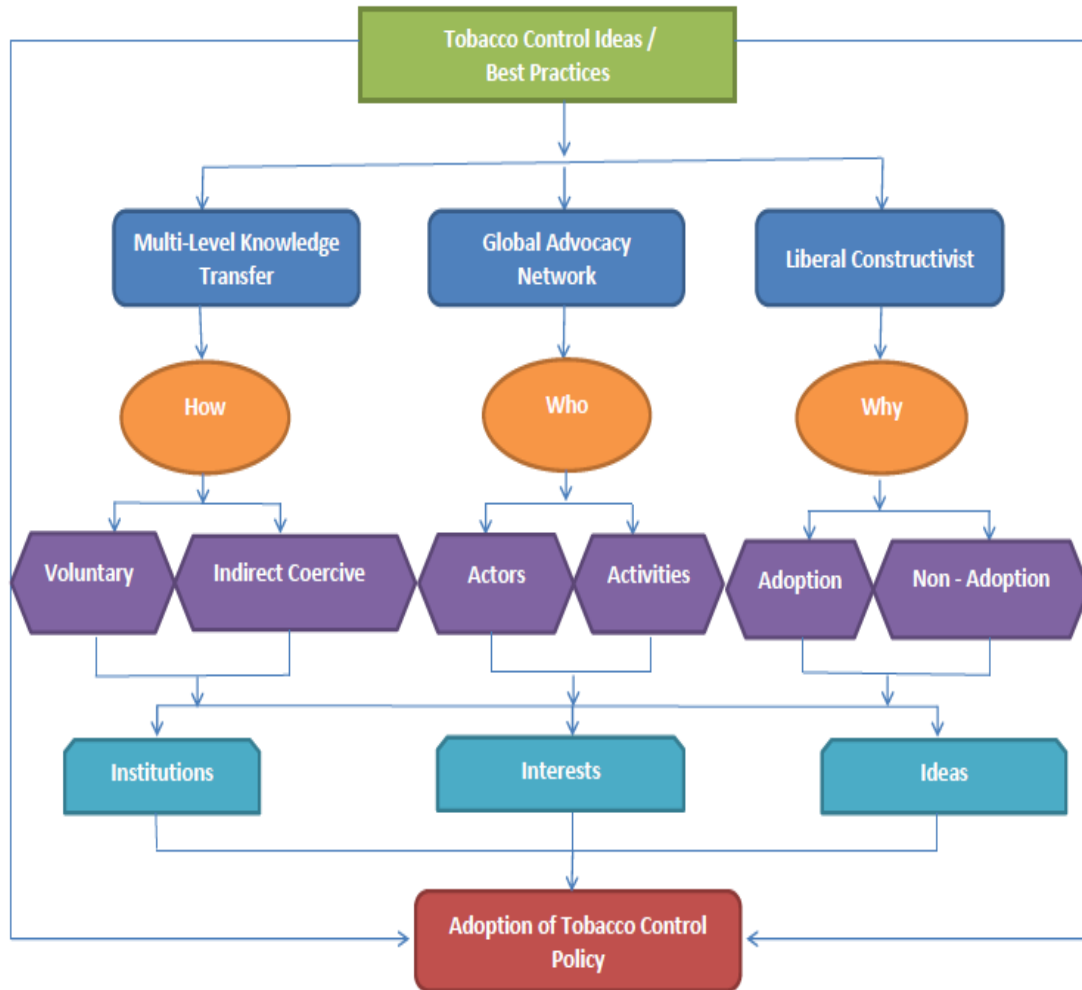 Tobacco Control Ideas /
Best Practices
Multi-Level Knowledge
Transfer
Global Advocacy
Network
Liberal Constructivist
How
Who
Why
Voluntary
Indirect Coercive
Actors
Activities
Adoption
Non - Adoption
Institutions
Interests
Ideas
Adoption of Tobacco Control
Policy